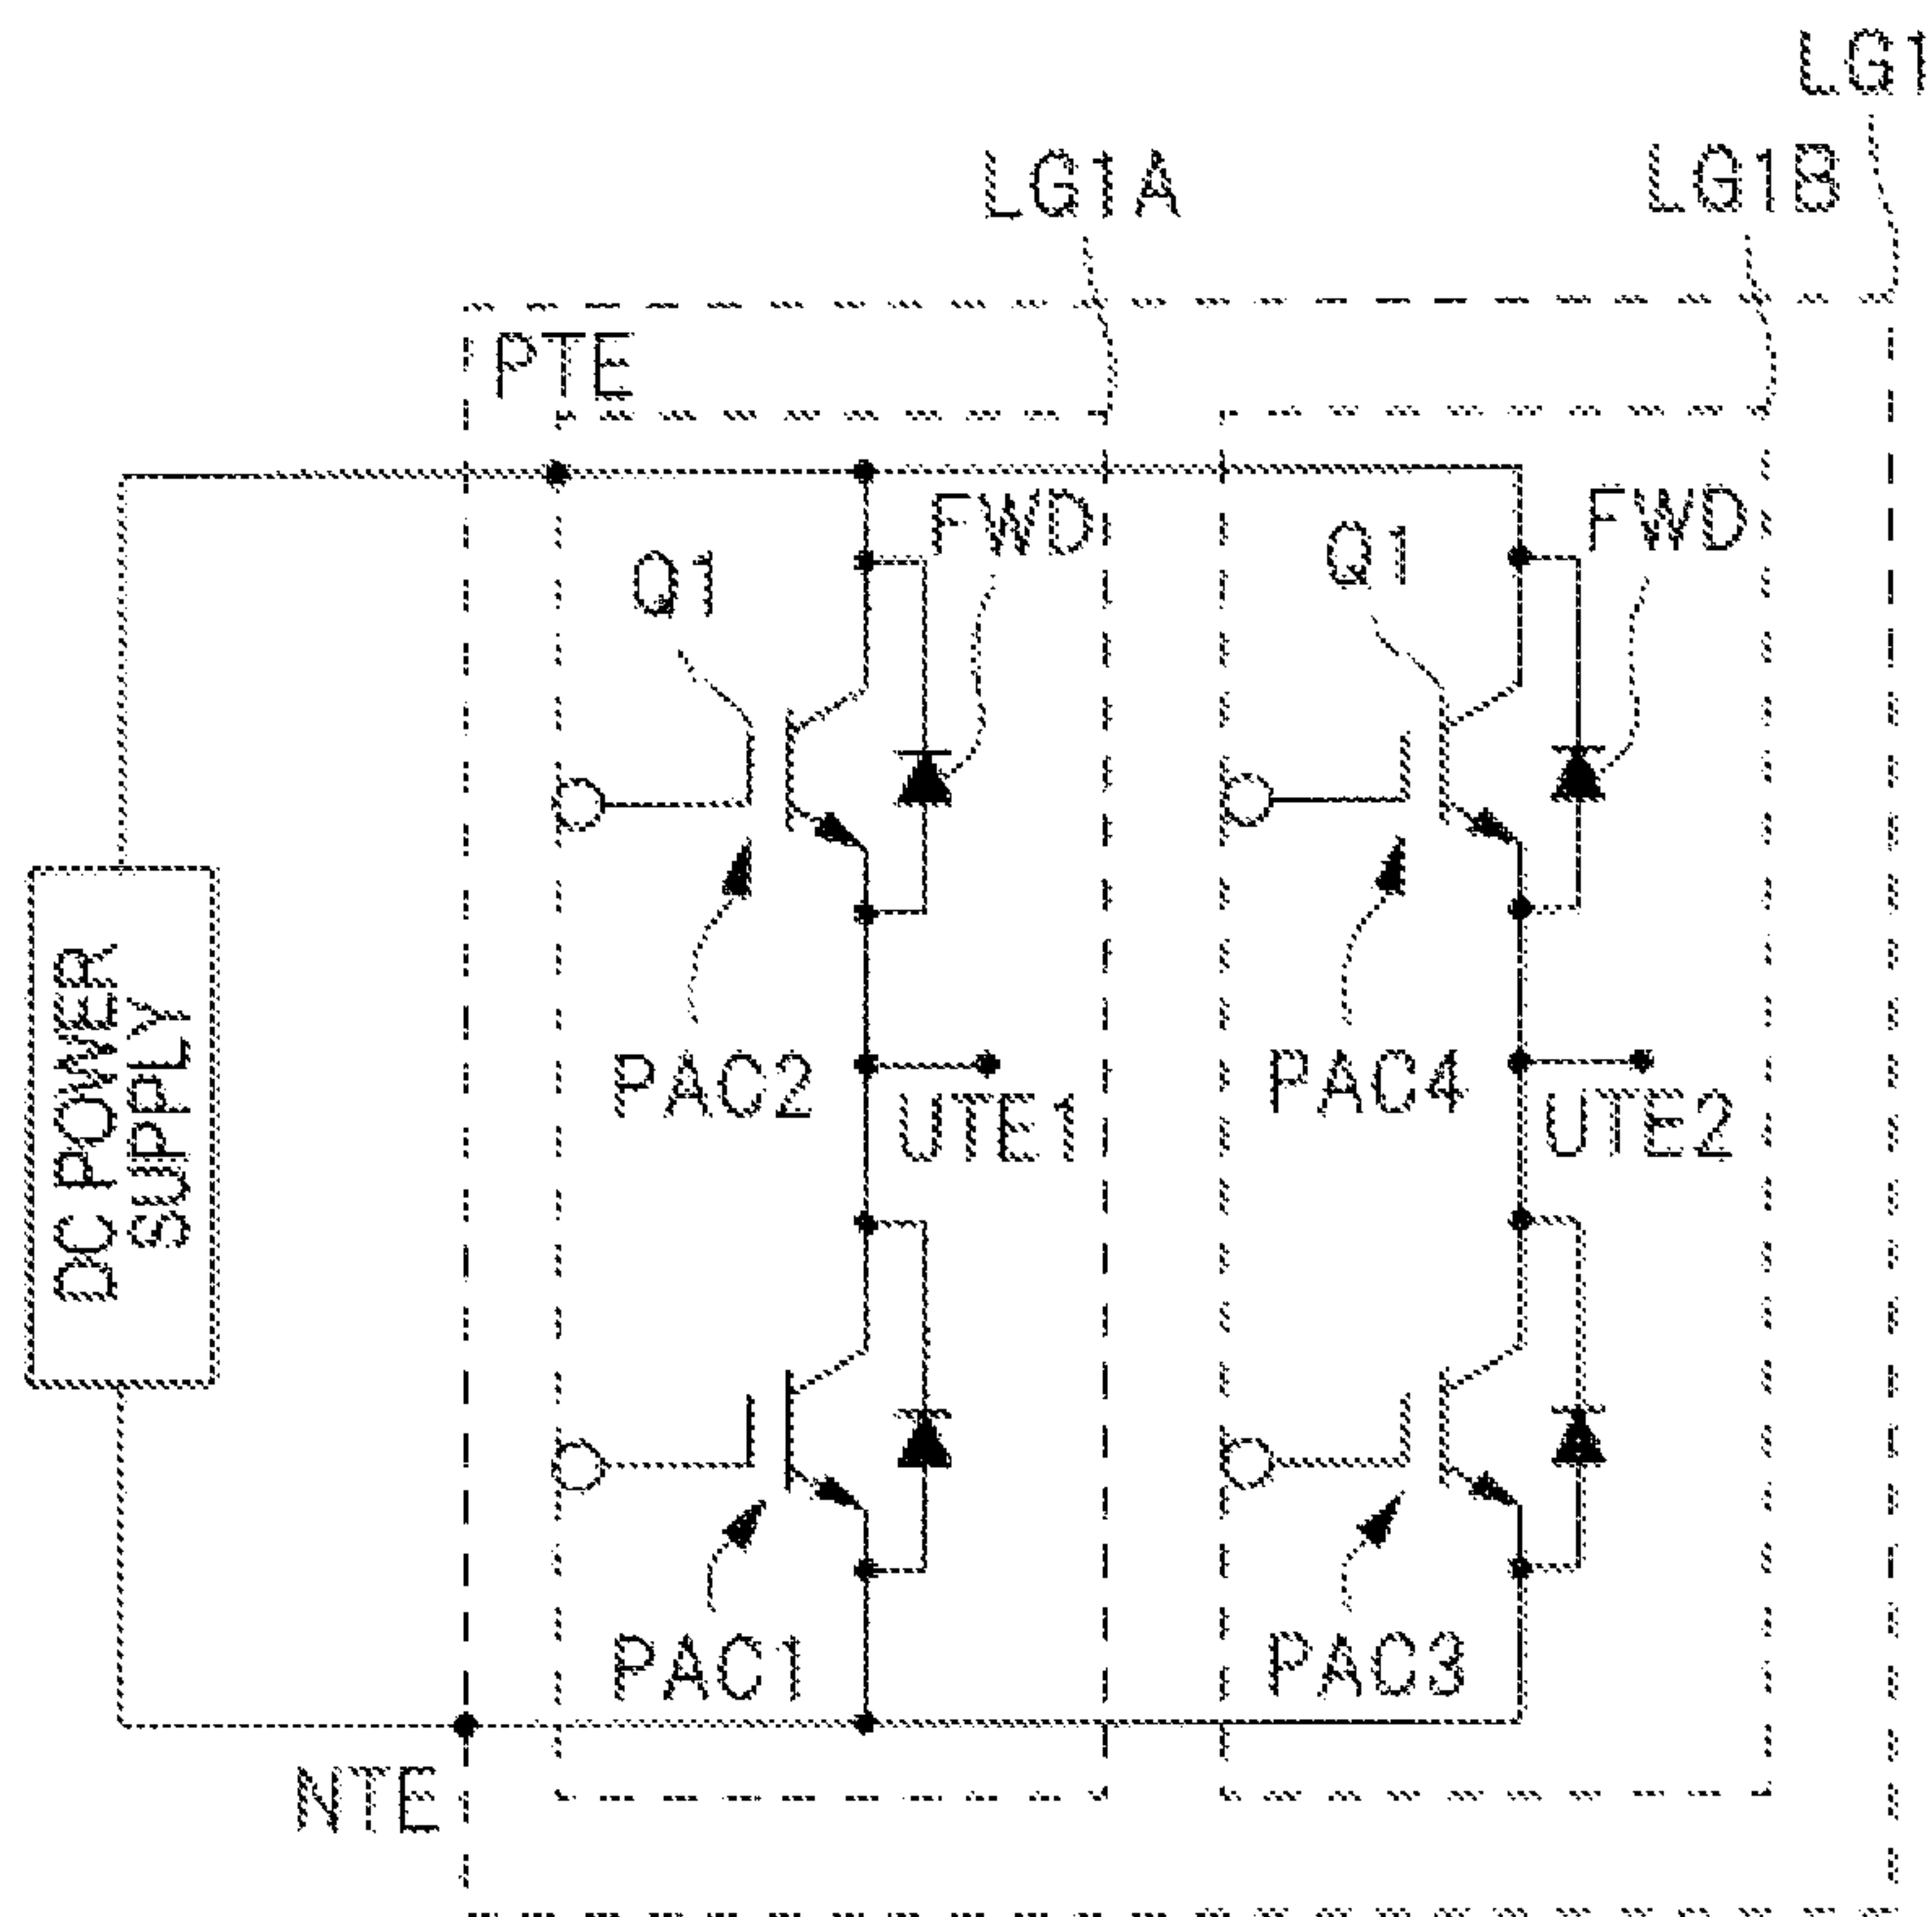 LG1
LG1A
LG1B
PTE
FWD
FWD
Q1
Q1
DC POWER
SUPPLY
PAC2
PAC4
UTE1
UTE2
PAC1
PAC3
NTE